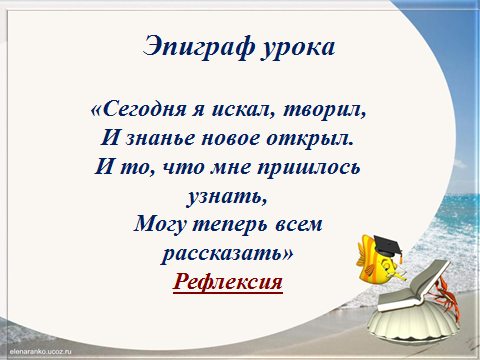 Эпиграф урока
«Сегодня я искал, творил,
И знанье новое открыл.
И то, что мне пришлось
узнать,
Могу теперь всем
рассказать»
Рефлексия
elenaranko.ucoz.ru